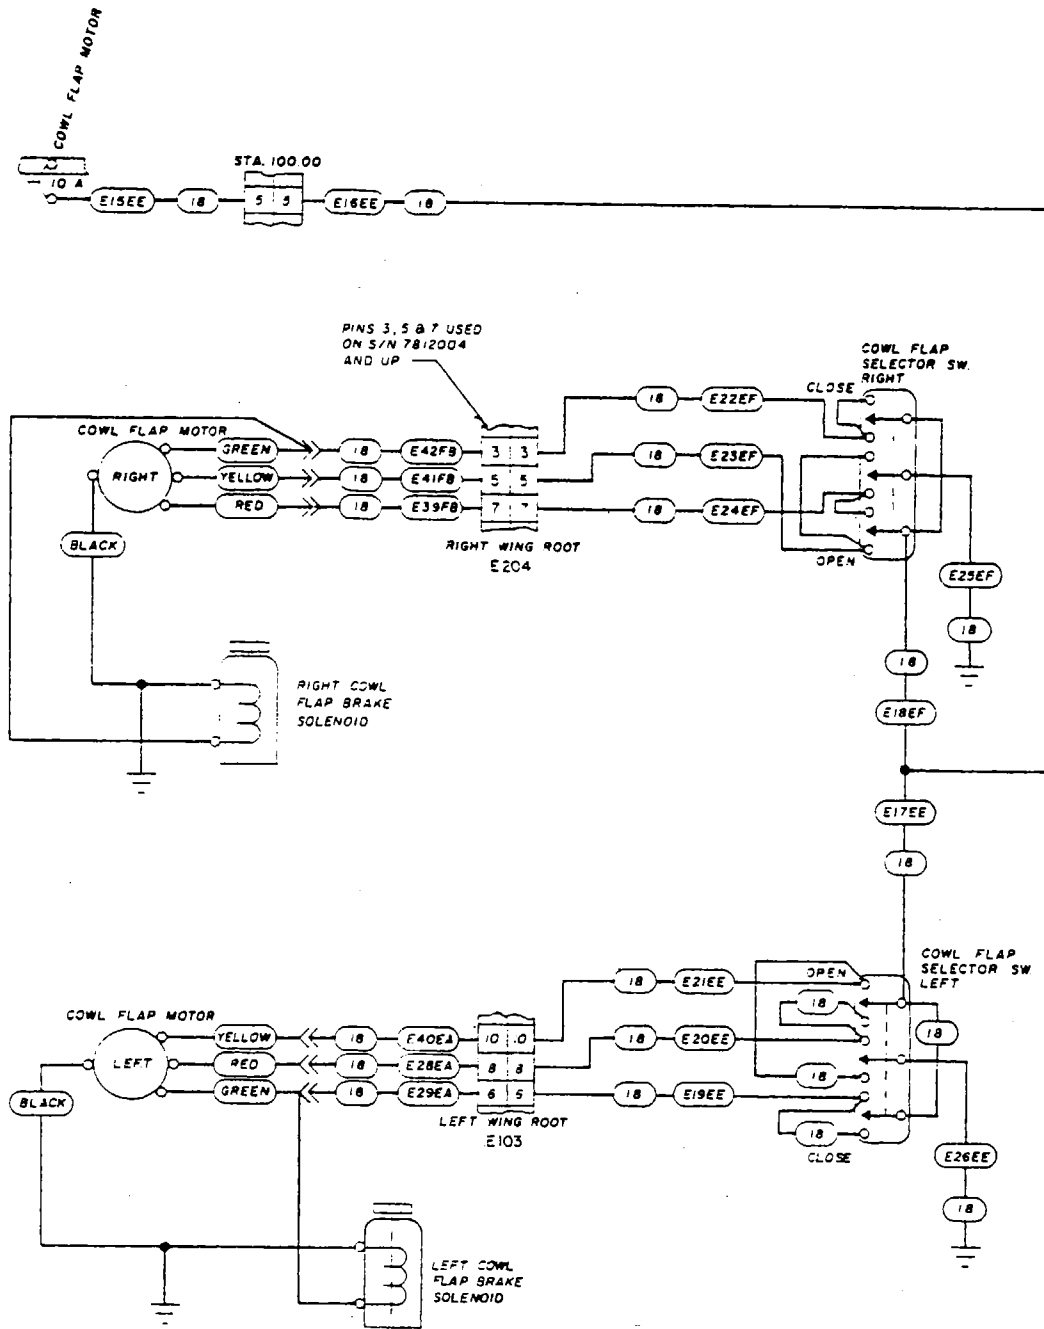 COWL FLAP MOTOR
10 A
E15EE
18
STA. 100.00
5 5
E16EE
18
PINS 3, 5 & 7 USED
ON S/N 7812004
AND UP
COWL FLAP
SELECTOR SW.
RIGHT
CLOSE
18
E22EF
COWL FLAP MOTOR
RIGHT
GREEN
18
E42FB
3 3
YELLOW
18
E41FB
5 5
18
E23EF
RED
18
E39FB
7 7
18
E24EF
BLACK
RIGHT WING ROOT
E204
OPEN
E25EF
18
18
E18EF
RIGHT COWL
FLAP BRAKE
SOLENOID
E17EE
18
COWL FLAP
SELECTOR SW
LEFT
OPEN
18
E21EE
18
18
COWL FLAP MOTOR
LEFT
YELLOW
18
E40EA
10 .0
18
E20EE
RED
18
E28EA
8 8
18
GREEN
18
E29EA
6 5
18
E19EE
BLACK
LEFT WING ROOT
E103
18
CLOSE
E26EE
18
LEFT COWL
FLAP BRAKE
SOLENOID